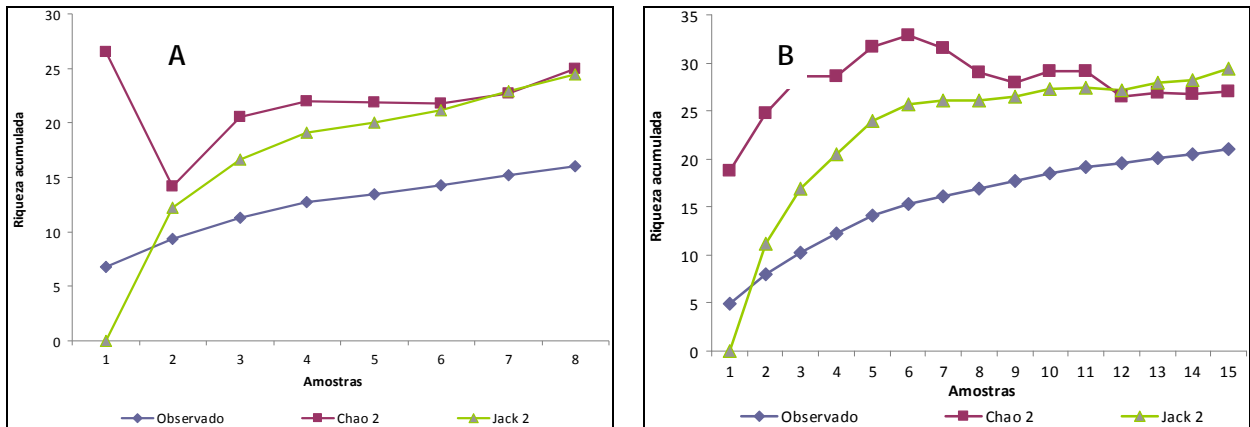 A
30
25
20
15
10
5
0
Riqueza acumulada
1 2 3 4 5 6 7 8
Amostras
Observado Chao 2 Jack 2
B
35
30
25
20
15
10
5
0
Riqueza acumulada
1 2 3 4 5 6 7 8 9 10 11 12 13 14 15
Amostras
Observado Chao 2 Jack 2